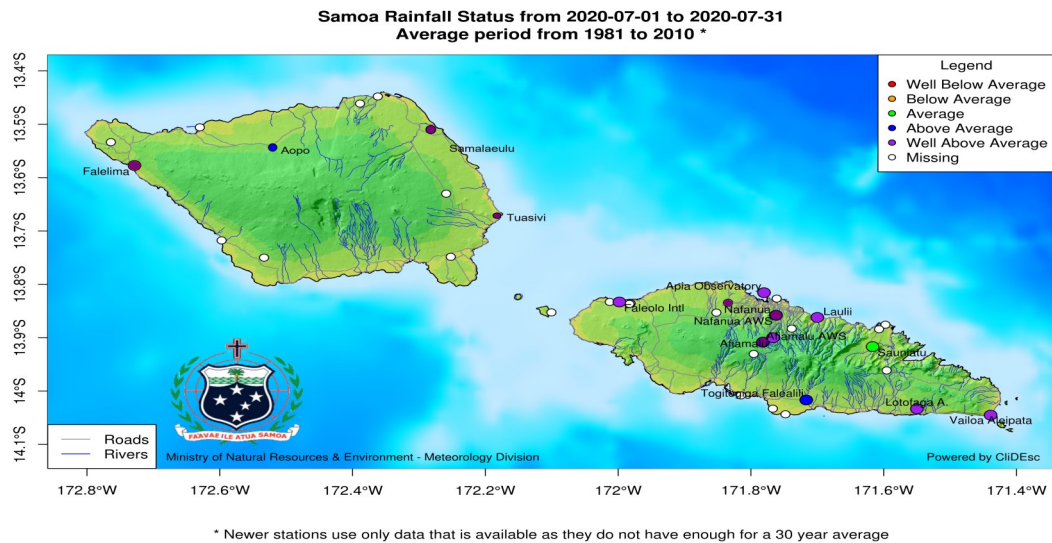 Samoa Rainfall Status from 2020-07-01 to 2020-07-31
Average period from 1981 to 2010 *
Legend
Well Below Average
Below Average
Average
Above Average
Well Above Average
Missing
13.4°S
13.5°S
13.6°S
13.7°S
13.8°S
13.9°S
14°S
14.1°S
Aopo
Samalaeulu
Falelima
Tuasivi
Apia Observatory
Faleolo Intl
Nafanua
Laulii
Nafanua AWS
Afiamalu AWS
Afiamalu
Saunlatu
Togitogiga Falealili
Lotofaga A.
Vailoa Aleipata
FAAVAE ILE ATUA SAMOA
Roads
Rivers
Ministry of Natural Resources & Environment - Meteorology Division
Powered by CliDEsc
172.8°W 172.6°W 172.4°W 172.2°W 172°W 171.8°W 171.6°W 171.4°W
* Newer stations use only data that is available as they do not have enough for a 30 year average